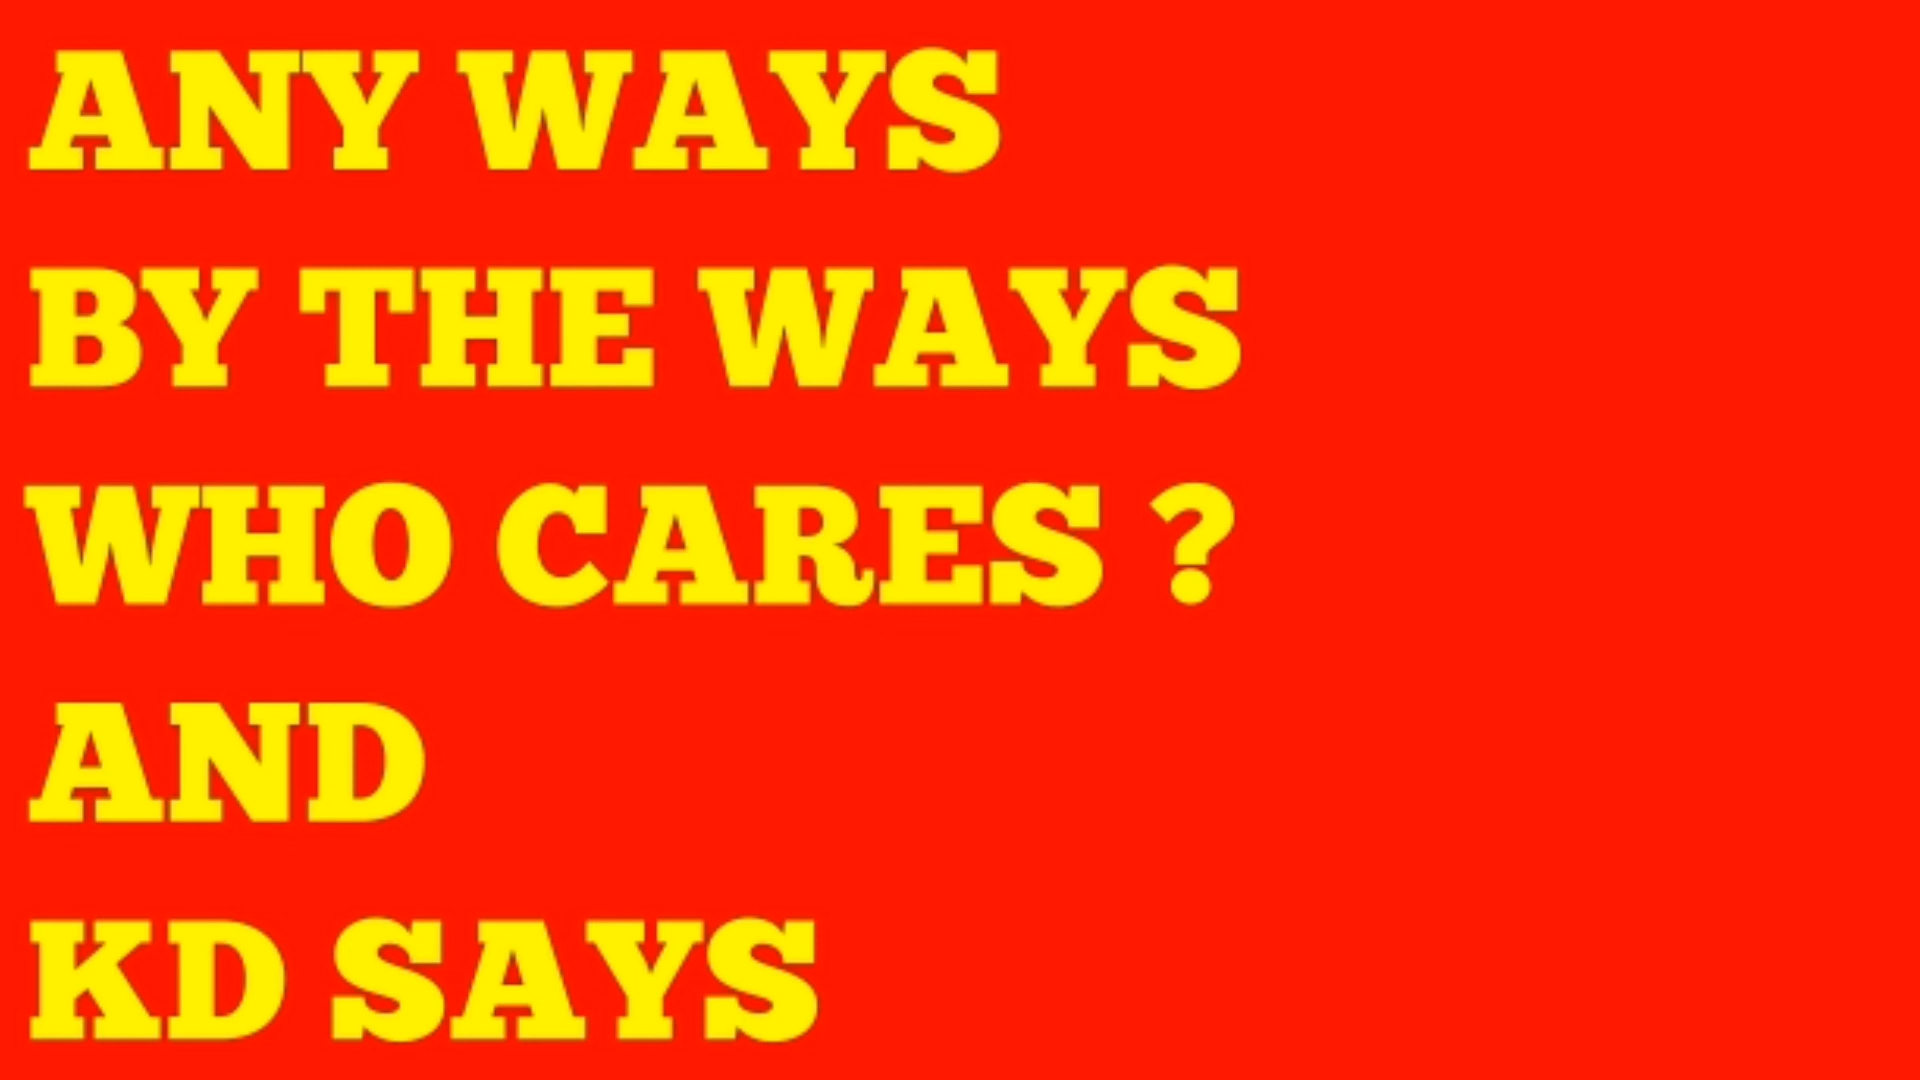 ANY WAYS
BY THE WAYS
WHO CARES ?
AND
KD SAYS